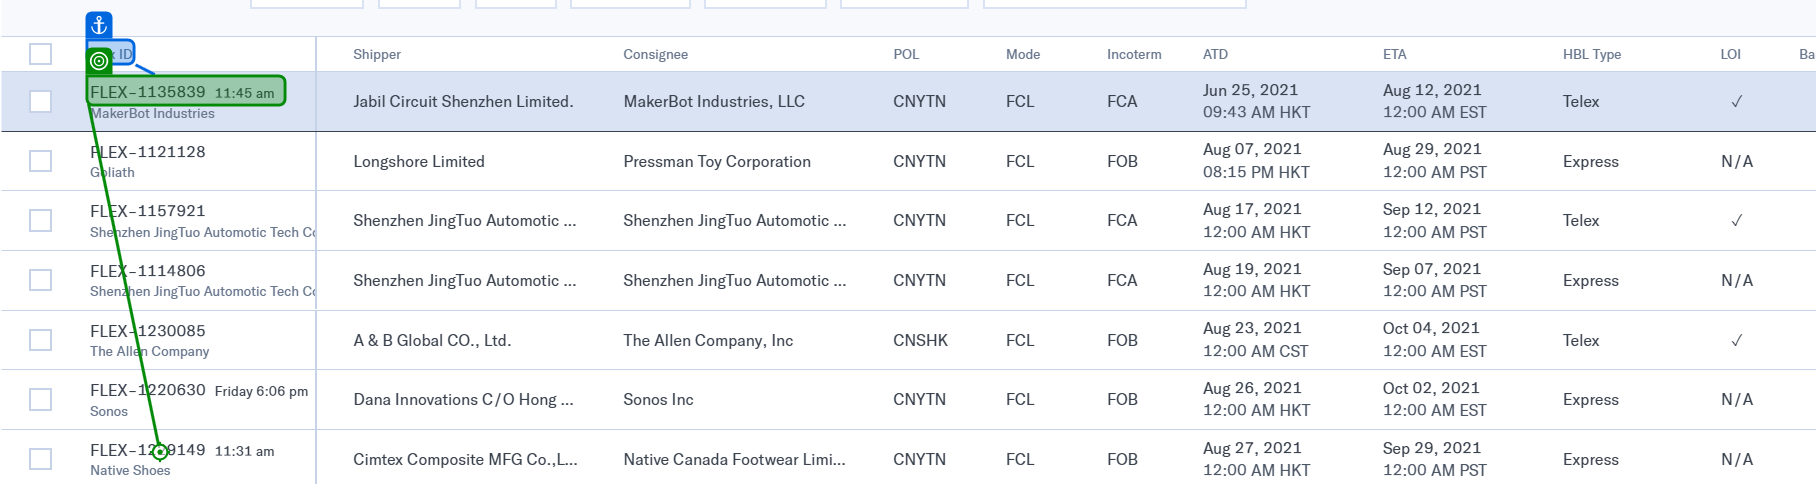 ID Shipper Consignee POL Mode Incoterm ATD ETA HBL Type LOI Ba
FLEX-1135839 11:45 am
MakerBot Industries
Jabil Circuit Shenzhen Limited. MakerBot Industries, LLC CNYTN FCL FCA Jun 25, 2021 Aug 12, 2021 Telex ✓
09:43 AM HKT 12:00 AM EST
FLEX-1121128
Goliath
Longshore Limited Pressman Toy Corporation CNYTN FCL FOB Aug 07, 2021 Aug 29, 2021 Express N/A
08:15 PM HKT 12:00 AM PST
FLEX-1157921
Shenzhen JingTuo Automotic Tech Co
Shenzhen JingTuo Automotic ... Shenzhen JingTuo Automotic ... CNYTN FCL FCA Aug 17, 2021 Sep 12, 2021 Telex ✓
12:00 AM HKT 12:00 AM PST
FLEX-1114806
Shenzhen JingTuo Automotic Tech Co
Shenzhen JingTuo Automotic ... Shenzhen JingTuo Automotic ... CNYTN FCL FCA Aug 19, 2021 Sep 07, 2021 Express N/A
12:00 AM HKT 12:00 AM PST
FLEX-1230085
The Allen Company
A & B Global CO., Ltd. The Allen Company, Inc CNSHK FCL FOB Aug 23, 2021 Oct 04, 2021 Telex ✓
12:00 AM CST 12:00 AM EST
FLEX-1220630 Friday 6:06 pm
Sonos
Dana Innovations C/O Hong ... Sonos Inc CNYTN FCL FOB Aug 26, 2021 Oct 02, 2021 Express N/A
12:00 AM HKT 12:00 AM EST
11:31 am
Native Shoes
Cimtex Composite MFG Co.,L... Native Canada Footwear Limi... CNYTN FCL FOB Aug 27, 2021 Sep 29, 2021 Express N/A
12:00 AM HKT 12:00 AM PST